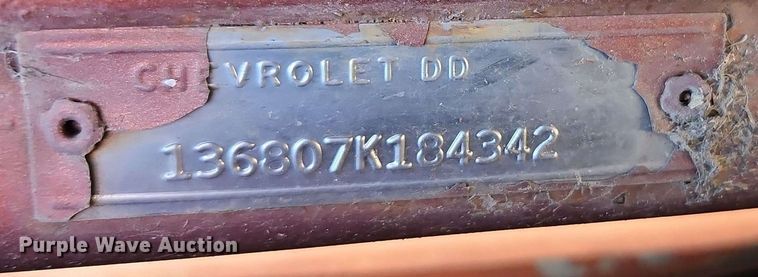 CHEVROLET DD
136807K184342
Purple Wave Auction